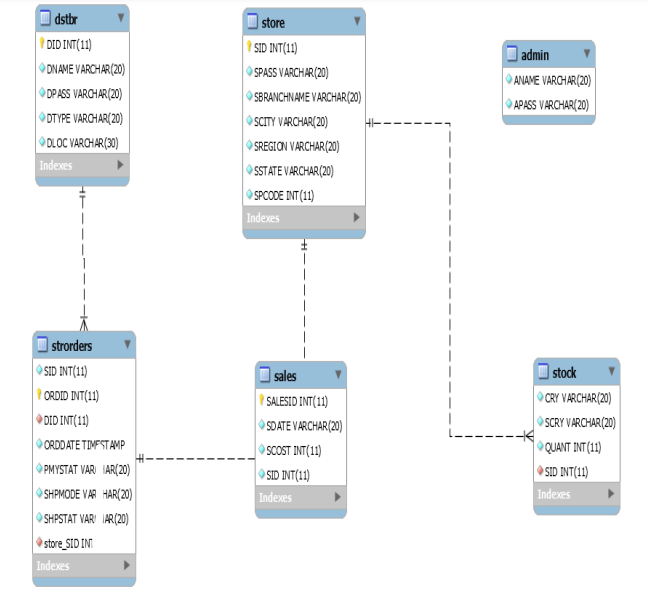 dstbr
DID INT(11)
DNAME VARCHAR(20)
DPASS VARCHAR(20)
DTYPE VARCHAR(20)
DLOC VARCHAR(30)
Indexes
store
SID INT(11)
SPASS VARCHAR(20)
SBRANCHNAME VARCHAR(20)
SCITY VARCHAR(20)
SREGION VARCHAR(20)
SSTATE VARCHAR(20)
SPCODE INT(11)
Indexes
admin
ANAME VARCHAR(20)
APASS VARCHAR(20)
strorders
SID INT(11)
ORDID INT(11)
DID INT(11)
ORDDATE TIMESTAMP
PMYSTAT VAR AR(20)
SHPMODE VAR HAR(20)
SHPSTAT VAR AR(20)
store_SID INT
Indexes
sales
SALESID INT(11)
SDATE VARCHAR(20)
SCOST INT(11)
SID INT(11)
Indexes
stock
CRY VARCHAR(20)
SCRY VARCHAR(20)
QUANT INT(11)
SID INT(11)
Indexes